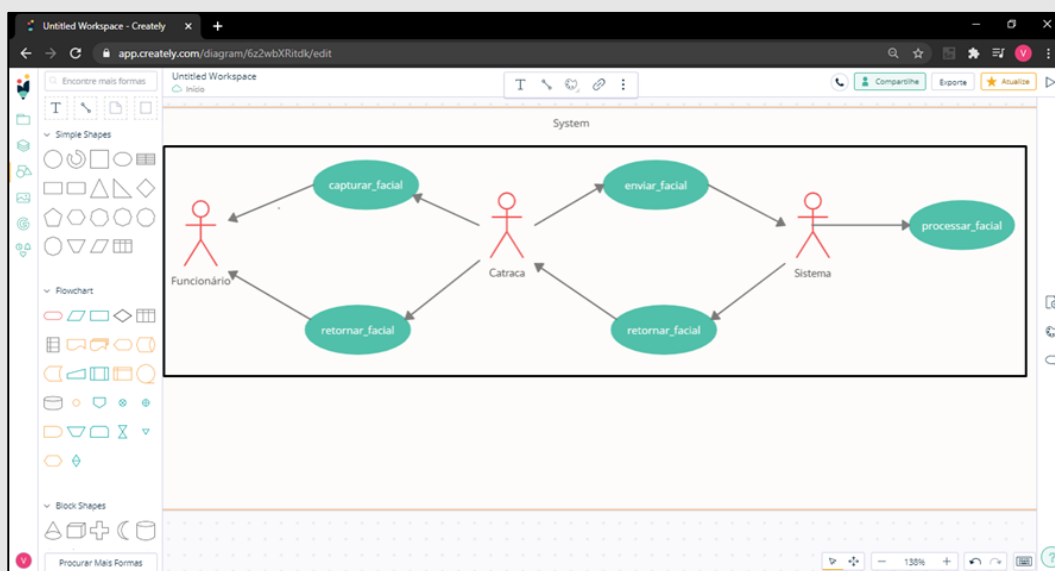 Untitled Workspace - Creately
app.creately.com/diagram/6z2wbXRitdk/edit
V
Encontre mais formas
Untitled Workspace
Início
T
Compartilhe
Exporte
Atualize
T
Simple Shapes
System
capturar_facial
enviar_facial
processar_facial
Funcionário
Catraca
Sistema
retornar_facial
retornar_facial
Flowchart
Block Shapes
V
Procurar Mais Formas
138%
?